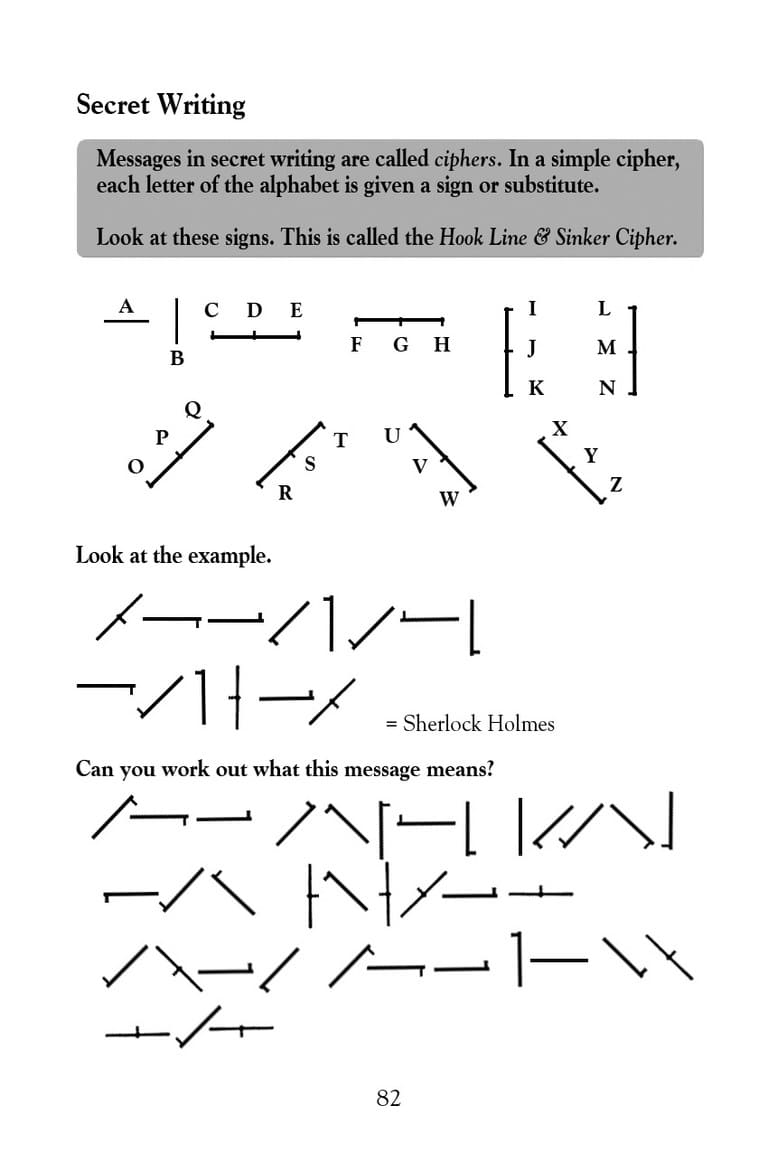 Secret Writing
Messages in secret writing are called ciphers. In a simple cipher,
each letter of the alphabet is given a sign or substitute.
Look at these signs. This is called the Hook Line & Sinker Cipher.
A B C D E F G H I J K L M N
O P Q R S T U V W X Y Z
Look at the example.
= Sherlock Holmes
Can you work out what this message means?
82